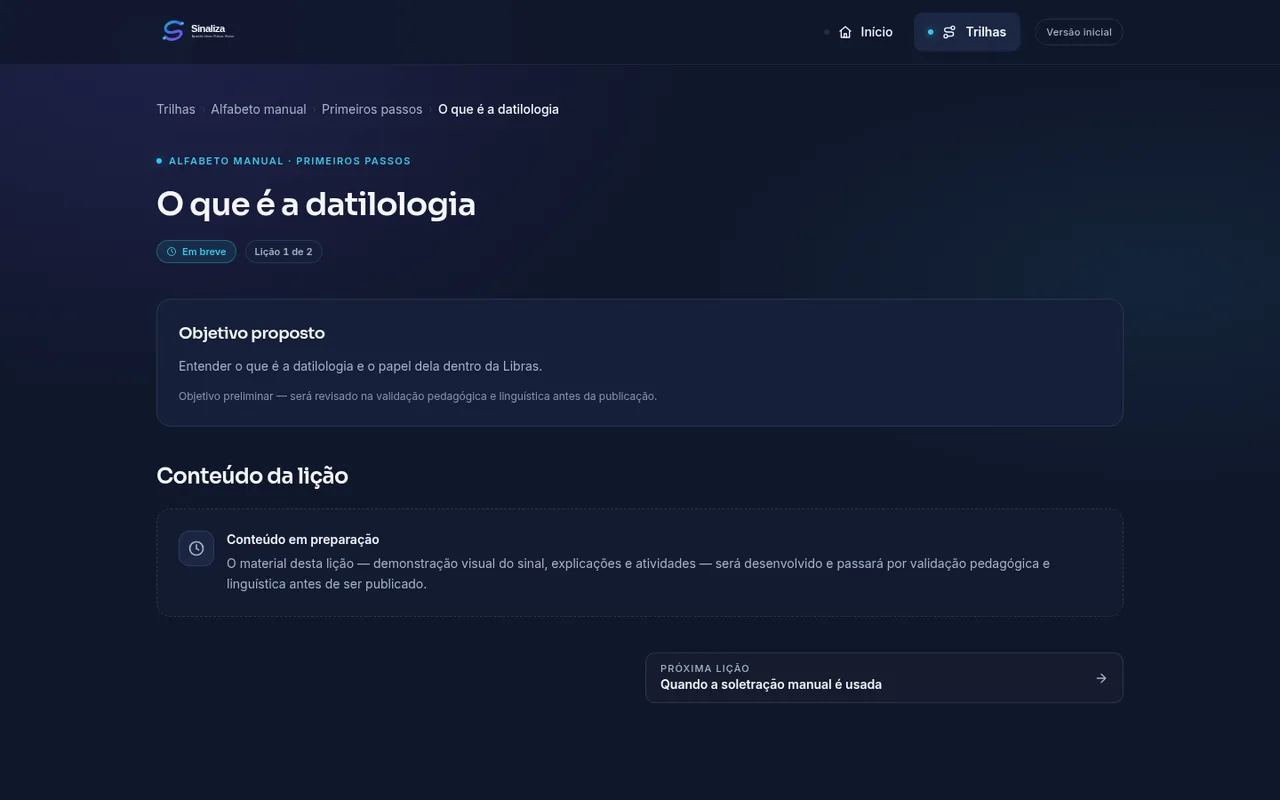 Sinaliza
Início
Trilhas
Versão inicial
Trilhas
Alfabeto manual
Primeiros passos
O que é a datilologia
ALFABETO MANUAL · PRIMEIROS PASSOS
O que é a datilologia
Em breve
Lição 1 de 2
Objetivo proposto
Entender o que é a datilologia e o papel dela dentro da Libras.
Objetivo preliminar — será revisado na validação pedagógica e linguística antes da publicação.
Conteúdo da lição
Conteúdo em preparação
O material desta lição — demonstração visual do sinal, explicações e atividades — será desenvolvido e passará por validação pedagógica e
linguística antes de ser publicado.
PRÓXIMA LIÇÃO
Quando a soletração manual é usada